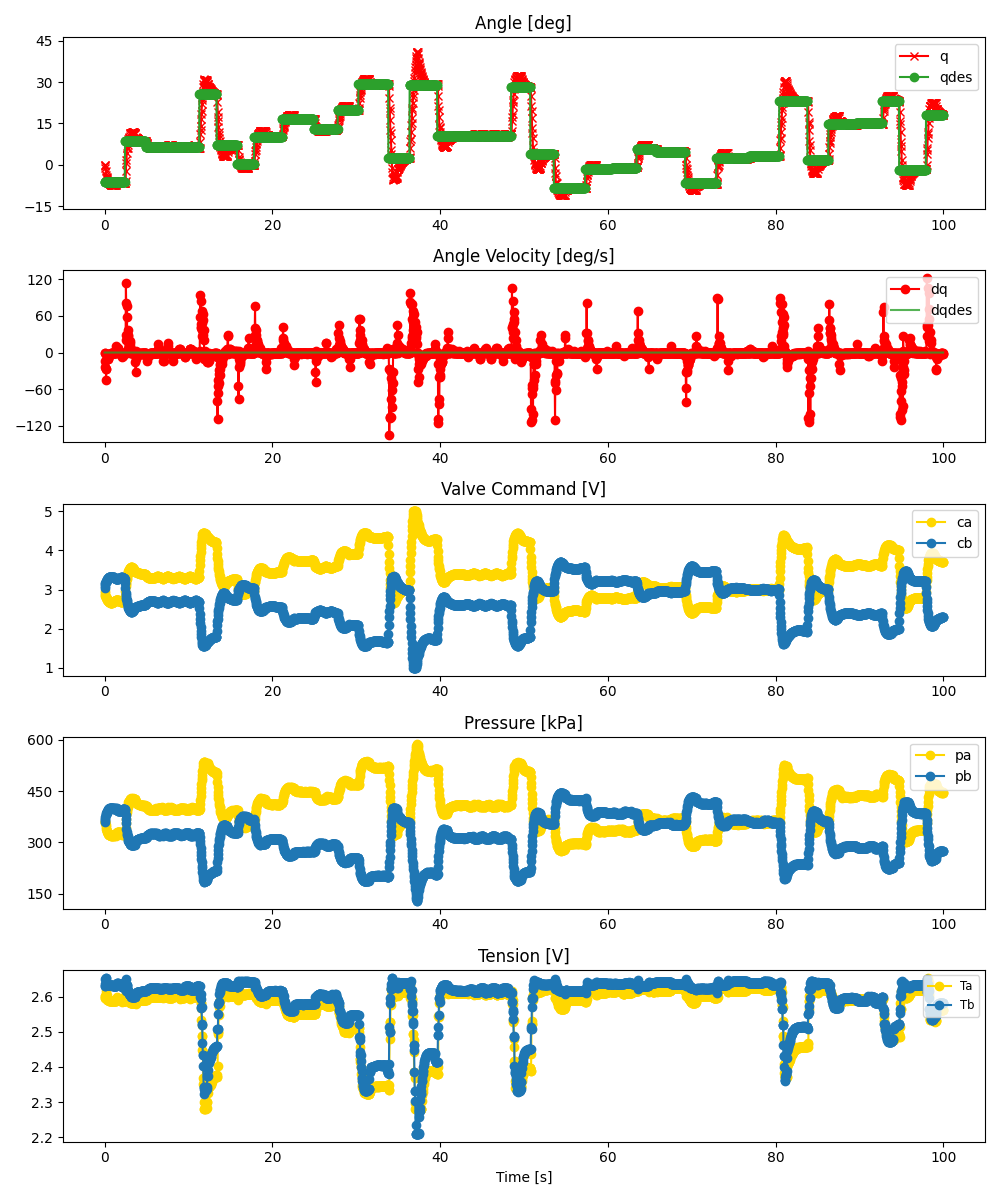 Angle [deg]
45
30
15
0
−15
q
qdes
0 20 40 60 80 100
Angle Velocity [deg/s]
120
60
0
−60
−120
dq
dqdes
0 20 40 60 80 100
Valve Command [V]
5
4
3
2
1
ca
cb
0 20 40 60 80 100
Pressure [kPa]
600
450
300
150
pa
pb
0 20 40 60 80 100
Tension [V]
2.6
2.5
2.4
2.3
2.2
Ta
Tb
0 20 40 60 80 100
Time [s]